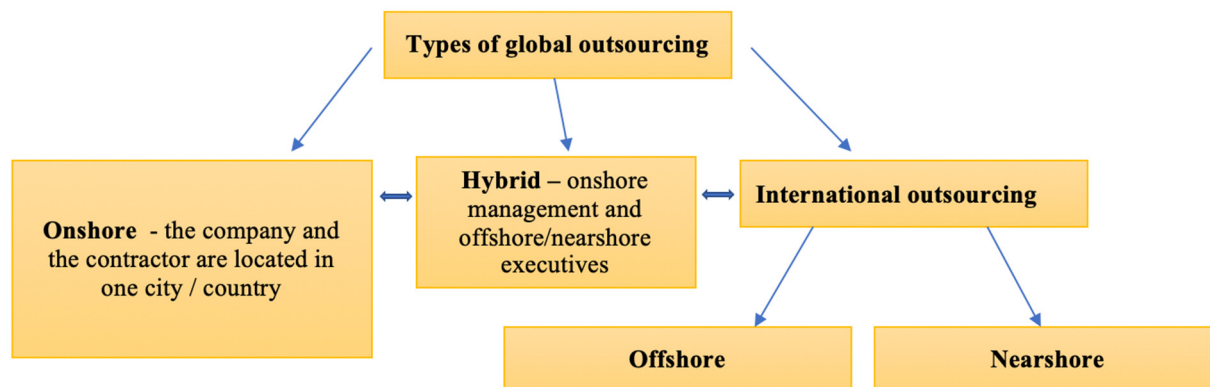 Types of global outsourcing
Onshore - the company and
the contractor are located in
one city / country
Hybrid – onshore
management and
offshore/nearshore
executives
International outsourcing
Offshore
Nearshore